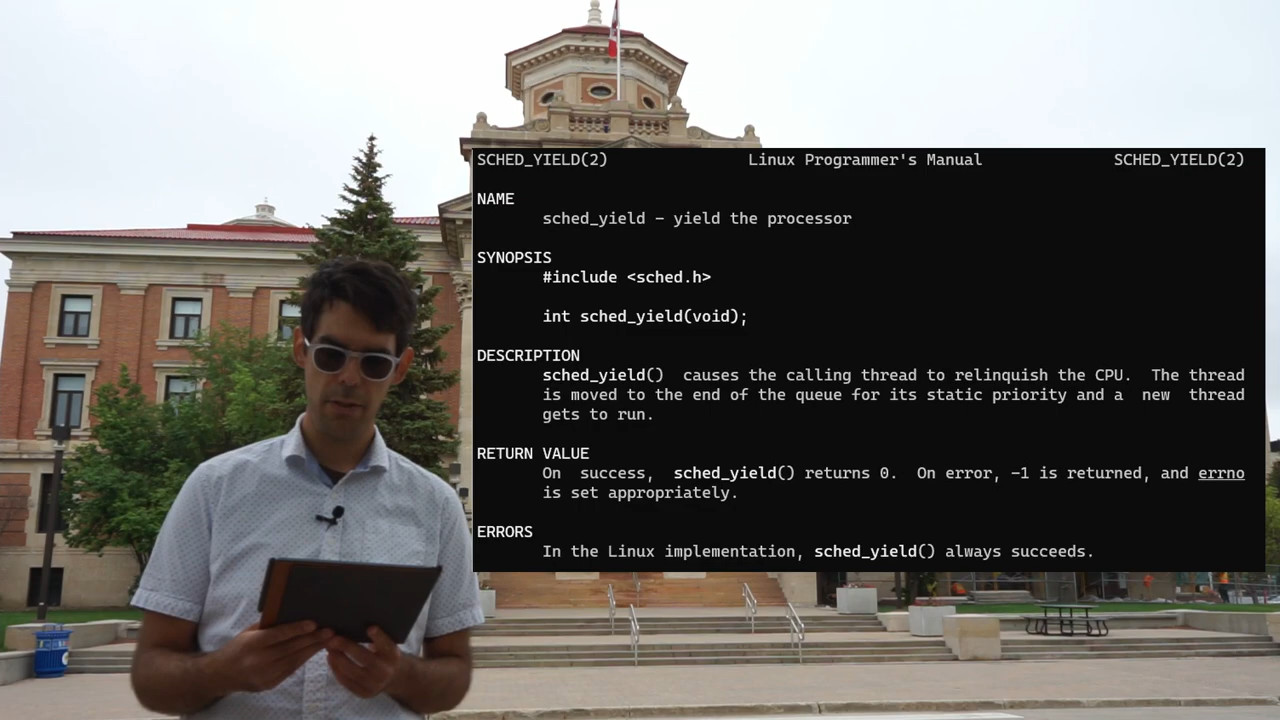 SCHED_YIELD(2) Linux Programmer's Manual SCHED_YIELD(2)
NAME
sched_yield – yield the processor
SYNOPSIS
#include <sched.h>
int sched_yield(void);
DESCRIPTION
sched_yield() causes the calling thread to relinquish the CPU. The thread
is moved to the end of the queue for its static priority and a new thread
gets to run.
RETURN VALUE
On success, sched_yield() returns 0. On error, -1 is returned, and errno
is set appropriately.
ERRORS
In the Linux implementation, sched_yield() always succeeds.